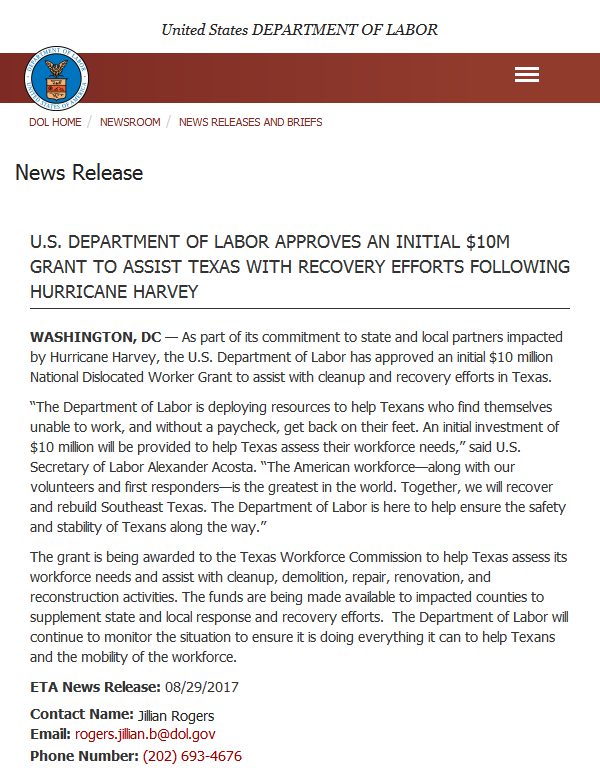 United States DEPARTMENT OF LABOR
DEPARTMENT OF LABOR
UNITED STATES OF AMERICA
DOL HOME / NEWSROOM / NEWS RELEASES AND BRIEFS
News Release
U.S. DEPARTMENT OF LABOR APPROVES AN INITIAL $10M
GRANT TO ASSIST TEXAS WITH RECOVERY EFFORTS FOLLOWING
HURRICANE HARVEY
WASHINGTON, DC — As part of its commitment to state and local partners impacted
by Hurricane Harvey, the U.S. Department of Labor has approved an initial $10 million
National Dislocated Worker Grant to assist with cleanup and recovery efforts in Texas.
“The Department of Labor is deploying resources to help Texans who find themselves
unable to work, and without a paycheck, get back on their feet. An initial investment of
$10 million will be provided to help Texas assess their workforce needs,” said U.S.
Secretary of Labor Alexander Acosta. “The American workforce—along with our
volunteers and first responders—is the greatest in the world. Together, we will recover
and rebuild Southeast Texas. The Department of Labor is here to help ensure the safety
and stability of Texans along the way.”
The grant is being awarded to the Texas Workforce Commission to help Texas assess its
workforce needs and assist with cleanup, demolition, repair, renovation, and
reconstruction activities. The funds are being made available to impacted counties to
supplement state and local response and recovery efforts.  The Department of Labor will
continue to monitor the situation to ensure it is doing everything it can to help Texans
and the mobility of the workforce.
ETA News Release: 08/29/2017
Contact Name: Jillian Rogers
Email: rogers.jillian.b@dol.gov
Phone Number: (202) 693-4676